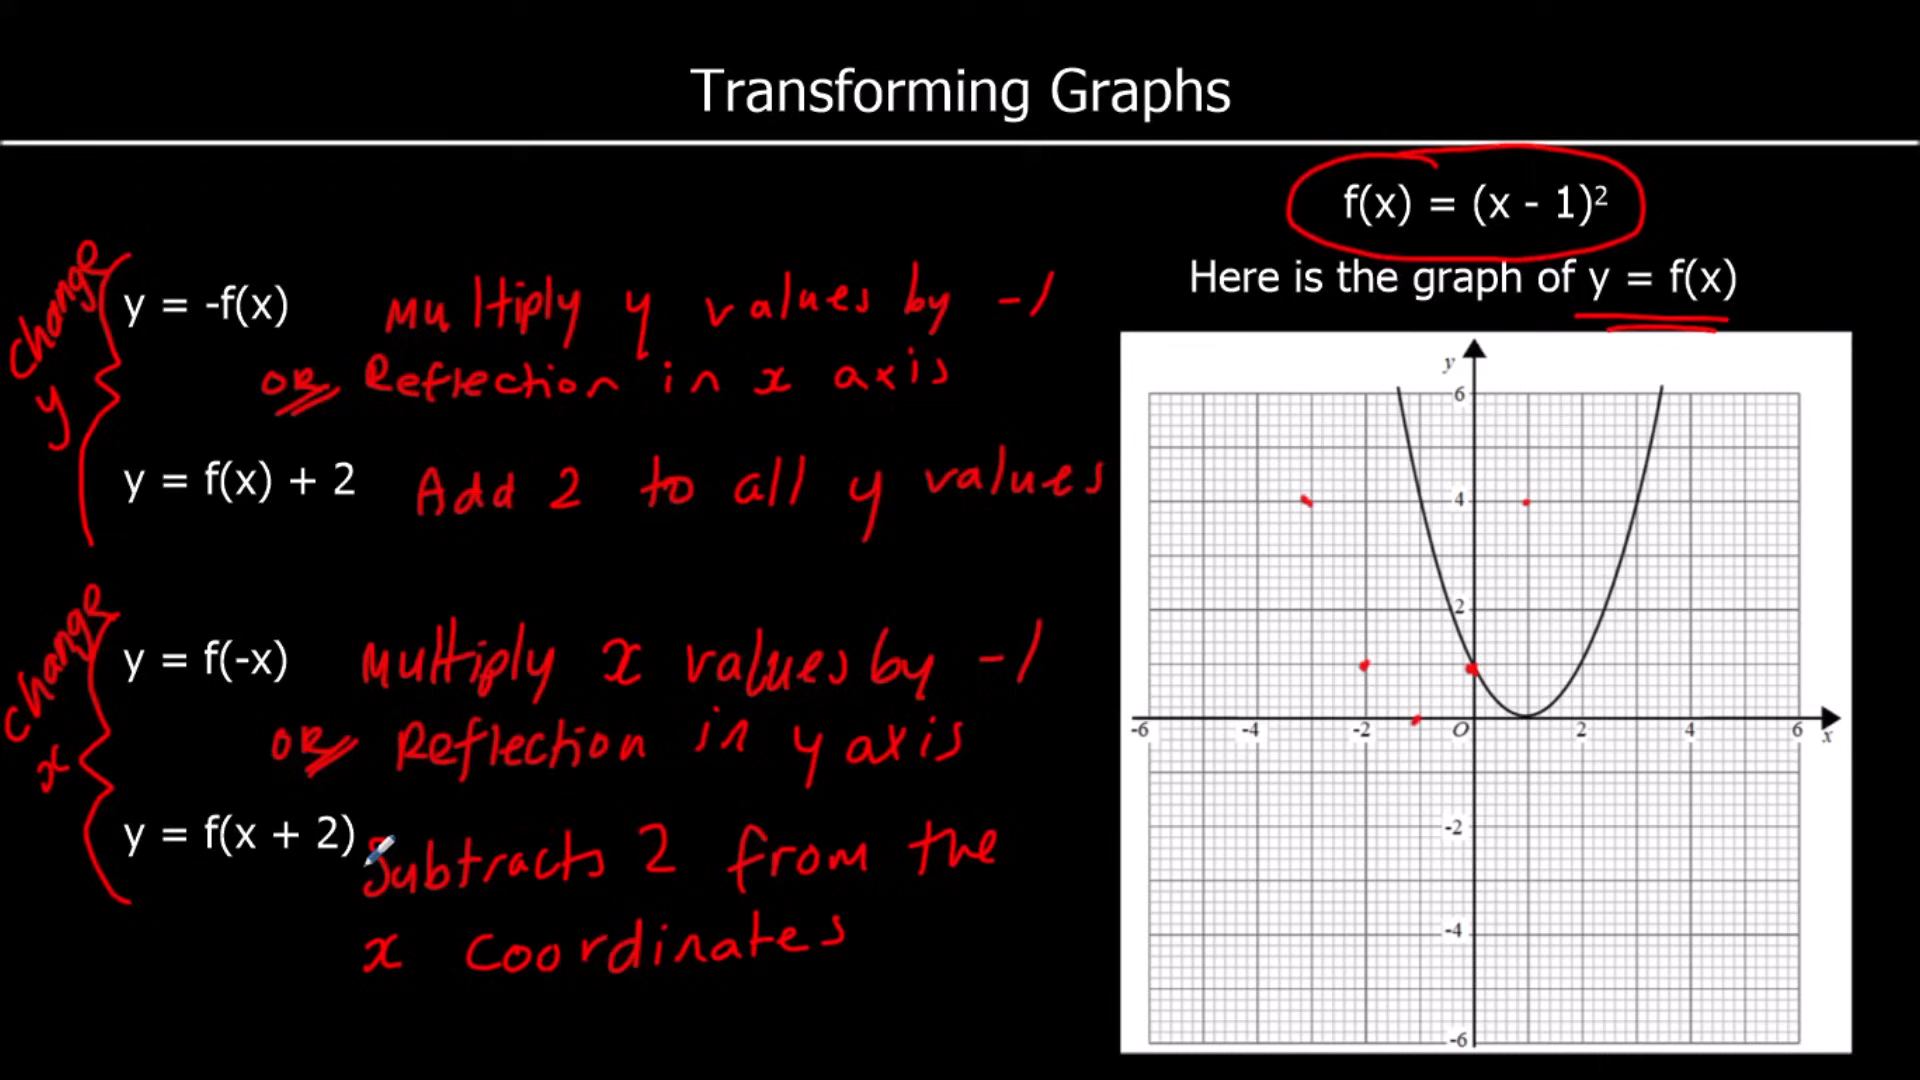 Transforming Graphs
f(x) = (x - 1)²
Here is the graph of y = f(x)
change
y
y = -f(x) Multiply y values by -1
OR Reflection in x axis
y = f(x) + 2 Add 2 to all y values
change
x
y = f(-x) Multiply x values by -1
OR Reflection in y axis
y = f(x + 2) Subtracts 2 from the
x coordinates
y
6
4
2
-6 -4 -2 O 2 4 6 x
-2
-4
-6